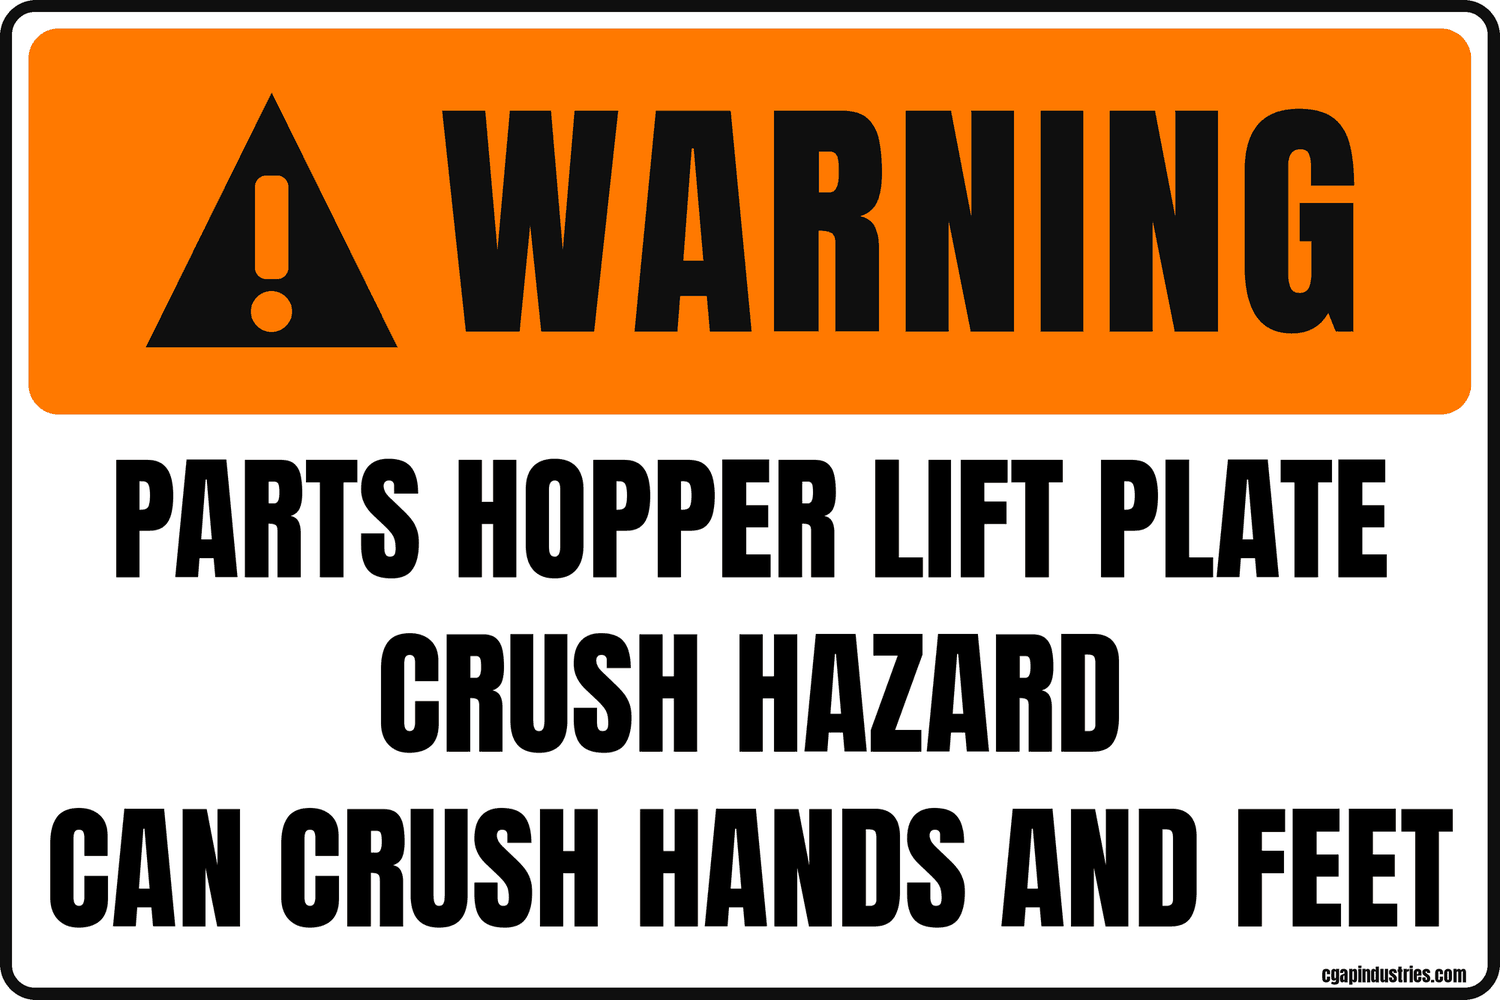 WARNING
PARTS HOPPER LIFT PLATE
CRUSH HAZARD
CAN CRUSH HANDS AND FEET
cgapindustries.com